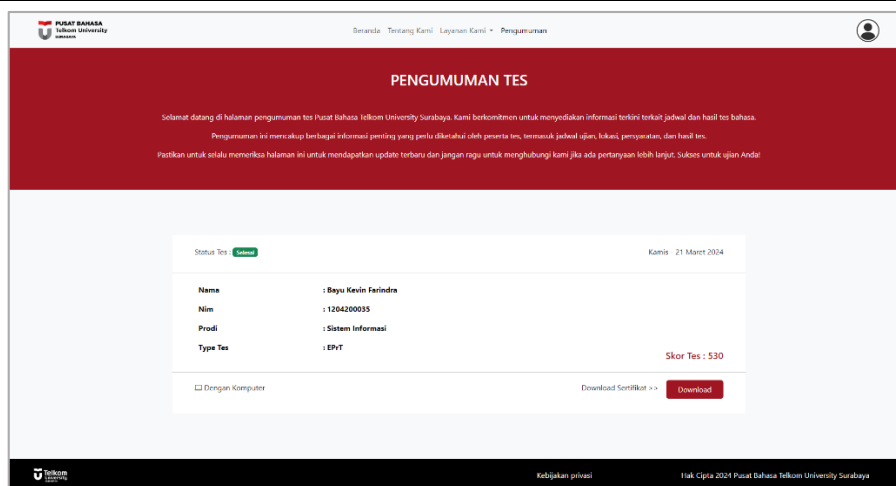 PUSAT BAHASA
Telkom University
SURABAYA
Beranda Tentang Kami Layanan Kami Pengumuman
PENGUMUMAN TES
Selamat datang di halaman pengumuman tes Pusat Bahasa Telkom University Surabaya. Kami berkomitmen untuk menyediakan informasi terkini terkait jadwal dan hasil tes bahasa.
Pengumuman ini mencakup berbagai informasi penting yang perlu diketahui oleh peserta tes, termasuk jadwal ujian, lokasi, persyaratan, dan hasil tes.
Pastikan untuk selalu memeriksa halaman ini untuk mendapatkan update terbaru dan jangan ragu untuk menghubungi kami jika ada pertanyaan lebih lanjut. Sukses untuk ujian Anda!
Status Tes : Selesai Kamis 21 Maret 2024
Nama : Bayu Kevin Farindra
Nim : 1204200035
Prodi : Sistem Informasi
Type Tes : EPrT
Skor Tes : 530
Dengan Komputer Download Sertifikat >> Download
Telkom
University
Kebijakan privasi Hak Cipta 2024 Pusat Bahasa Telkom University Surabaya